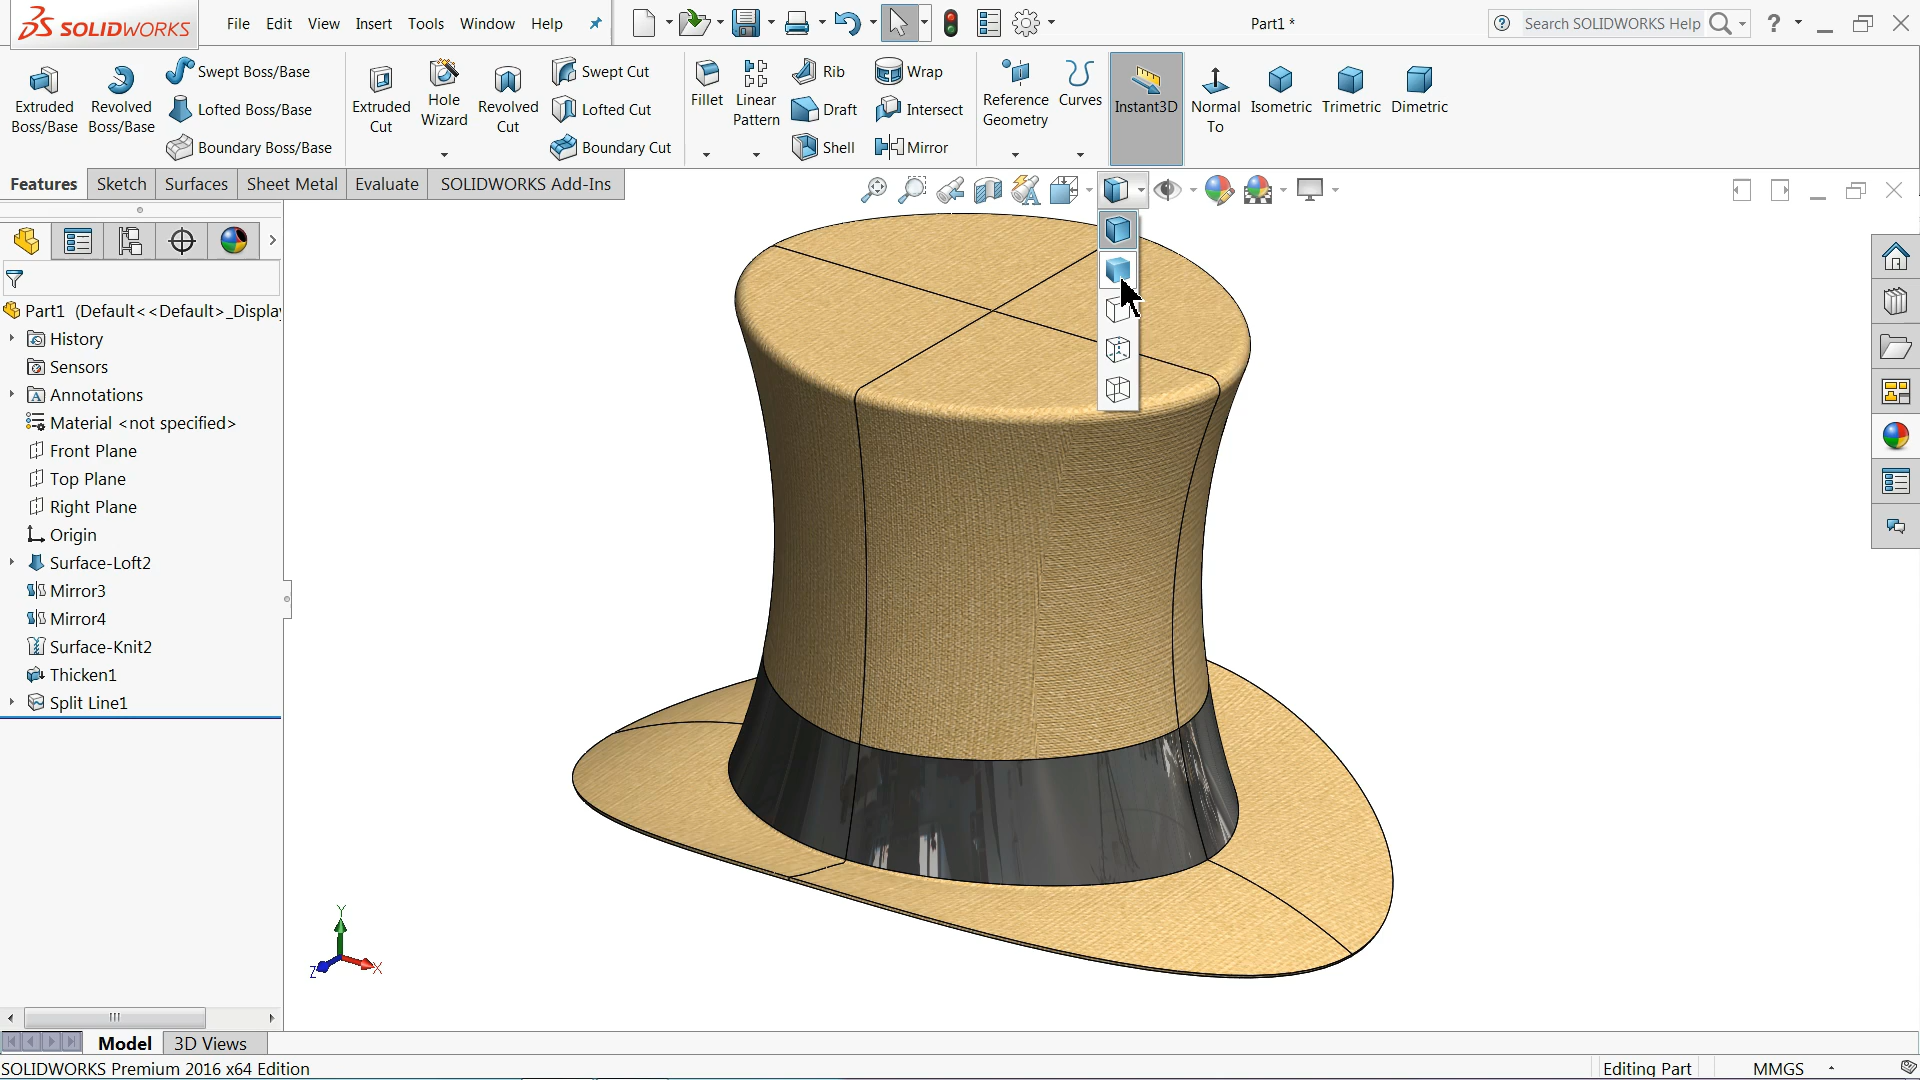 SOLIDWORKS
File Edit View Insert Tools Window Help
Part1 *
Search SOLIDWORKS Help
Extruded Boss/Base
Revolved Boss/Base
Swept Boss/Base
Lofted Boss/Base
Boundary Boss/Base
Extruded Cut
Hole Wizard
Revolved Cut
Swept Cut
Lofted Cut
Boundary Cut
Fillet
Linear Pattern
Rib
Draft
Shell
Wrap
Intersect
Mirror
Reference Geometry
Curves
Instant3D
Normal To
Isometric
Trimetric
Dimetric
Features Sketch Surfaces Sheet Metal Evaluate SOLIDWORKS Add-Ins
Part1 (Default<<Default>_Displa
History
Sensors
Annotations
Material <not specified>
Front Plane
Top Plane
Right Plane
Origin
Surface-Loft2
Mirror3
Mirror4
Surface-Knit2
Thicken1
Split Line1
Y
Z
X
Model 3D Views
SOLIDWORKS Premium 2016 x64 Edition
Editing Part
MMGS